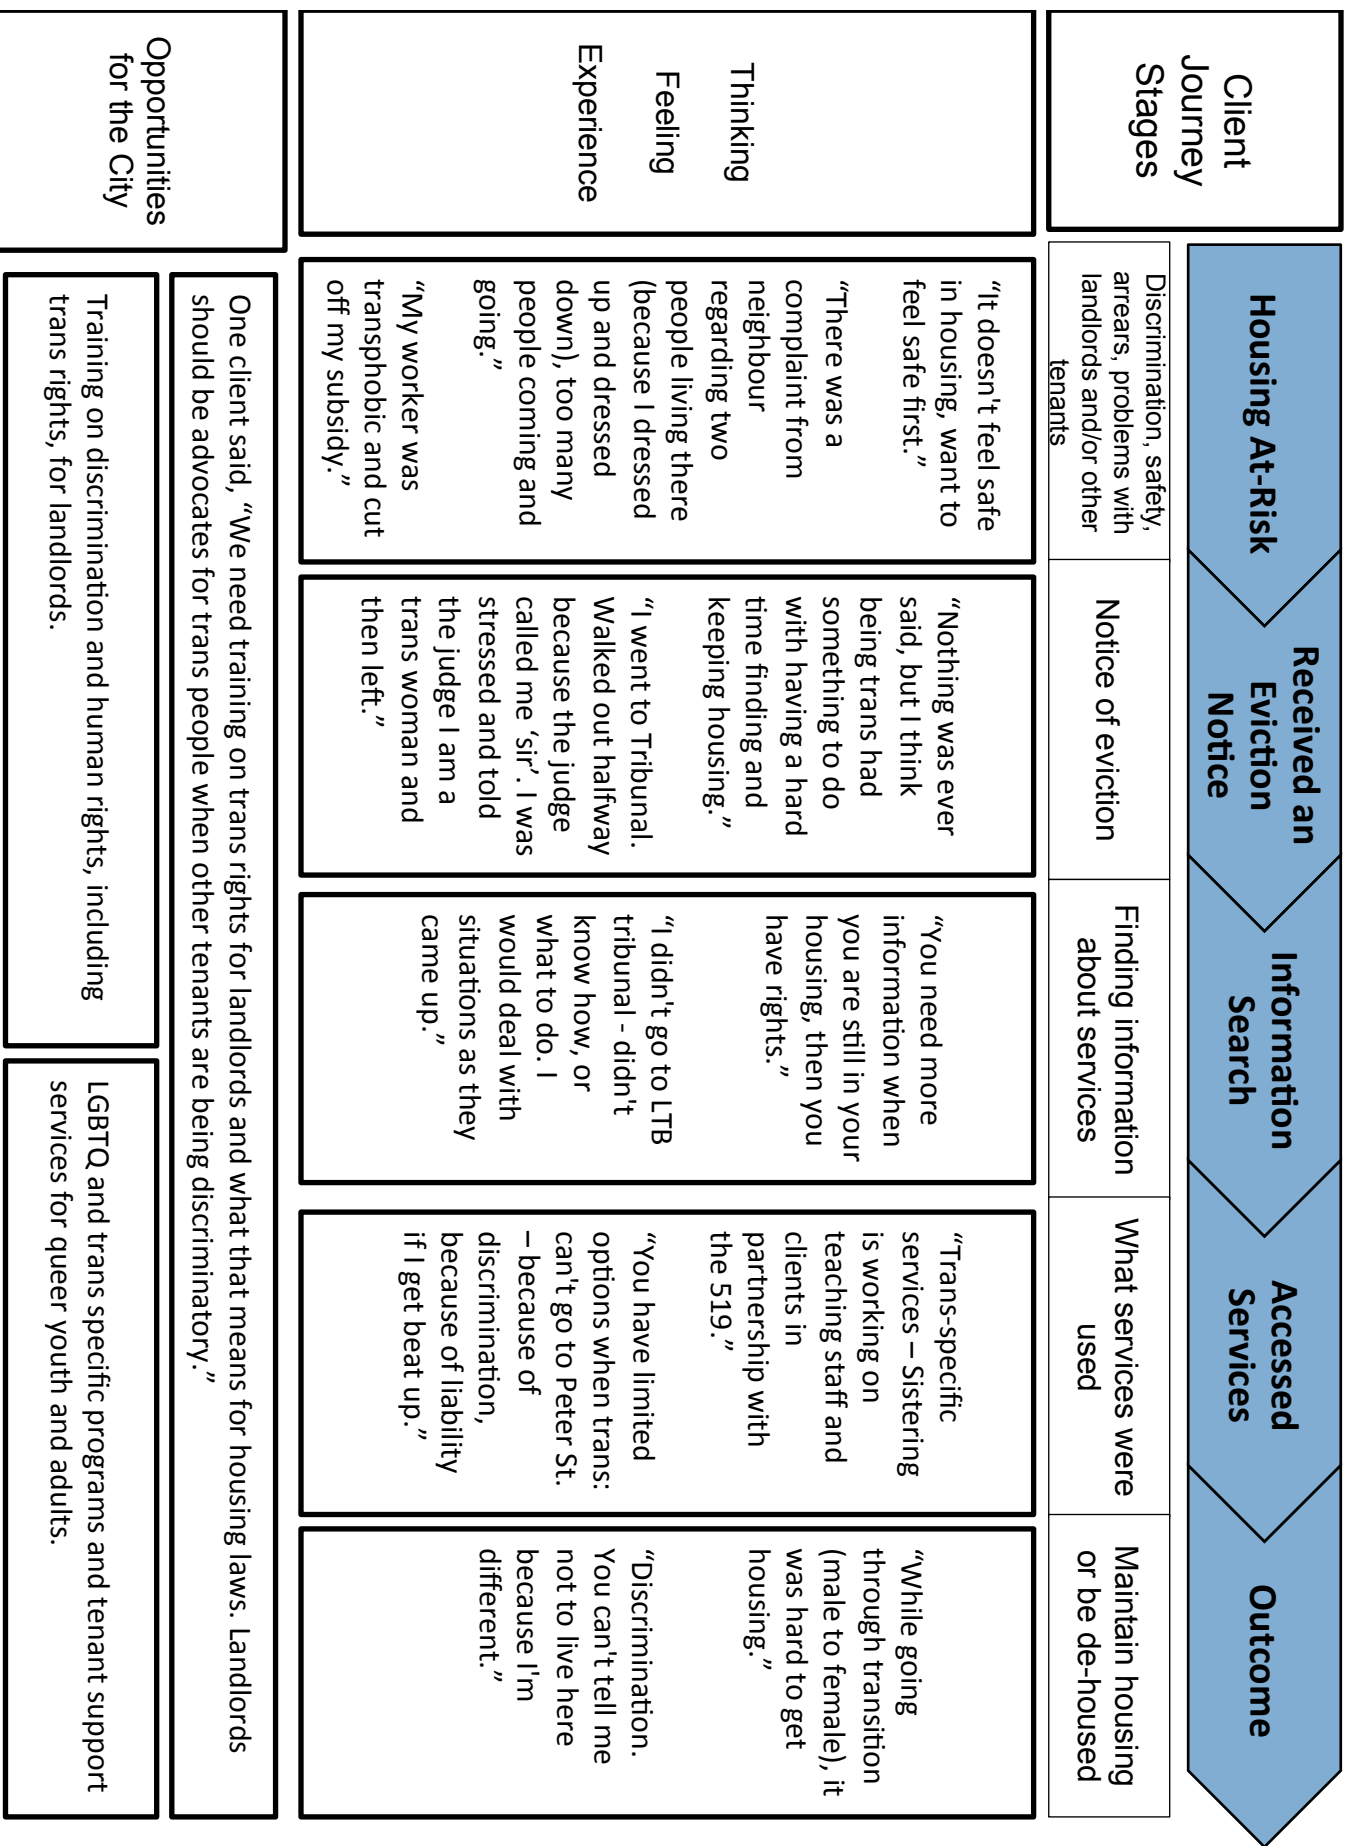 Client
Journey
Stages
Housing At-Risk
Received an
Eviction
Notice
Information
Search
Accessed
Services
Outcome
Discrimination, safety,
arrears, problems with
landlords and/or other
tenants
Notice of eviction
Finding information
about services
What services were
used
Maintain housing
or be de-housed
Thinking
Feeling
Experience
“It doesn't feel safe
in housing, want to
feel safe first.”
“There was a
complaint from
neighbour
regarding two
people living there
(because I dressed
up and dressed
down), too many
people coming and
going.”
“My worker was
transphobic and cut
off my subsidy.”
“Nothing was ever
said, but I think
being trans had
something to do
with having a hard
time finding and
keeping housing.”
“I went to Tribunal.
Walked out halfway
because the judge
called me ‘sir’. I was
stressed and told
the judge I am a
trans woman and
then left.”
“You need more
information when
you are still in your
housing, then you
have rights.”
“I didn't go to LTB
tribunal - didn't
know how, or
what to do. I
would deal with
situations as they
came up.”
“Trans-specific
services – Sistering
is working on
teaching staff and
clients in
partnership with
the 519.”
“You have limited
options when trans:
can't go to Peter St.
– because of
discrimination,
because of liability
if I get beat up.”
“While going
through transition
(male to female), it
was hard to get
housing.”
“Discrimination.
You can't tell me
not to live here
because I'm
different.”
Opportunities
for the City
One client said, “We need training on trans rights for landlords and what that means for housing laws. Landlords
should be advocates for trans people when other tenants are being discriminatory.”
Training on discrimination and human rights, including
trans rights, for landlords.
LGBTQ and trans specific programs and tenant support
services for queer youth and adults.